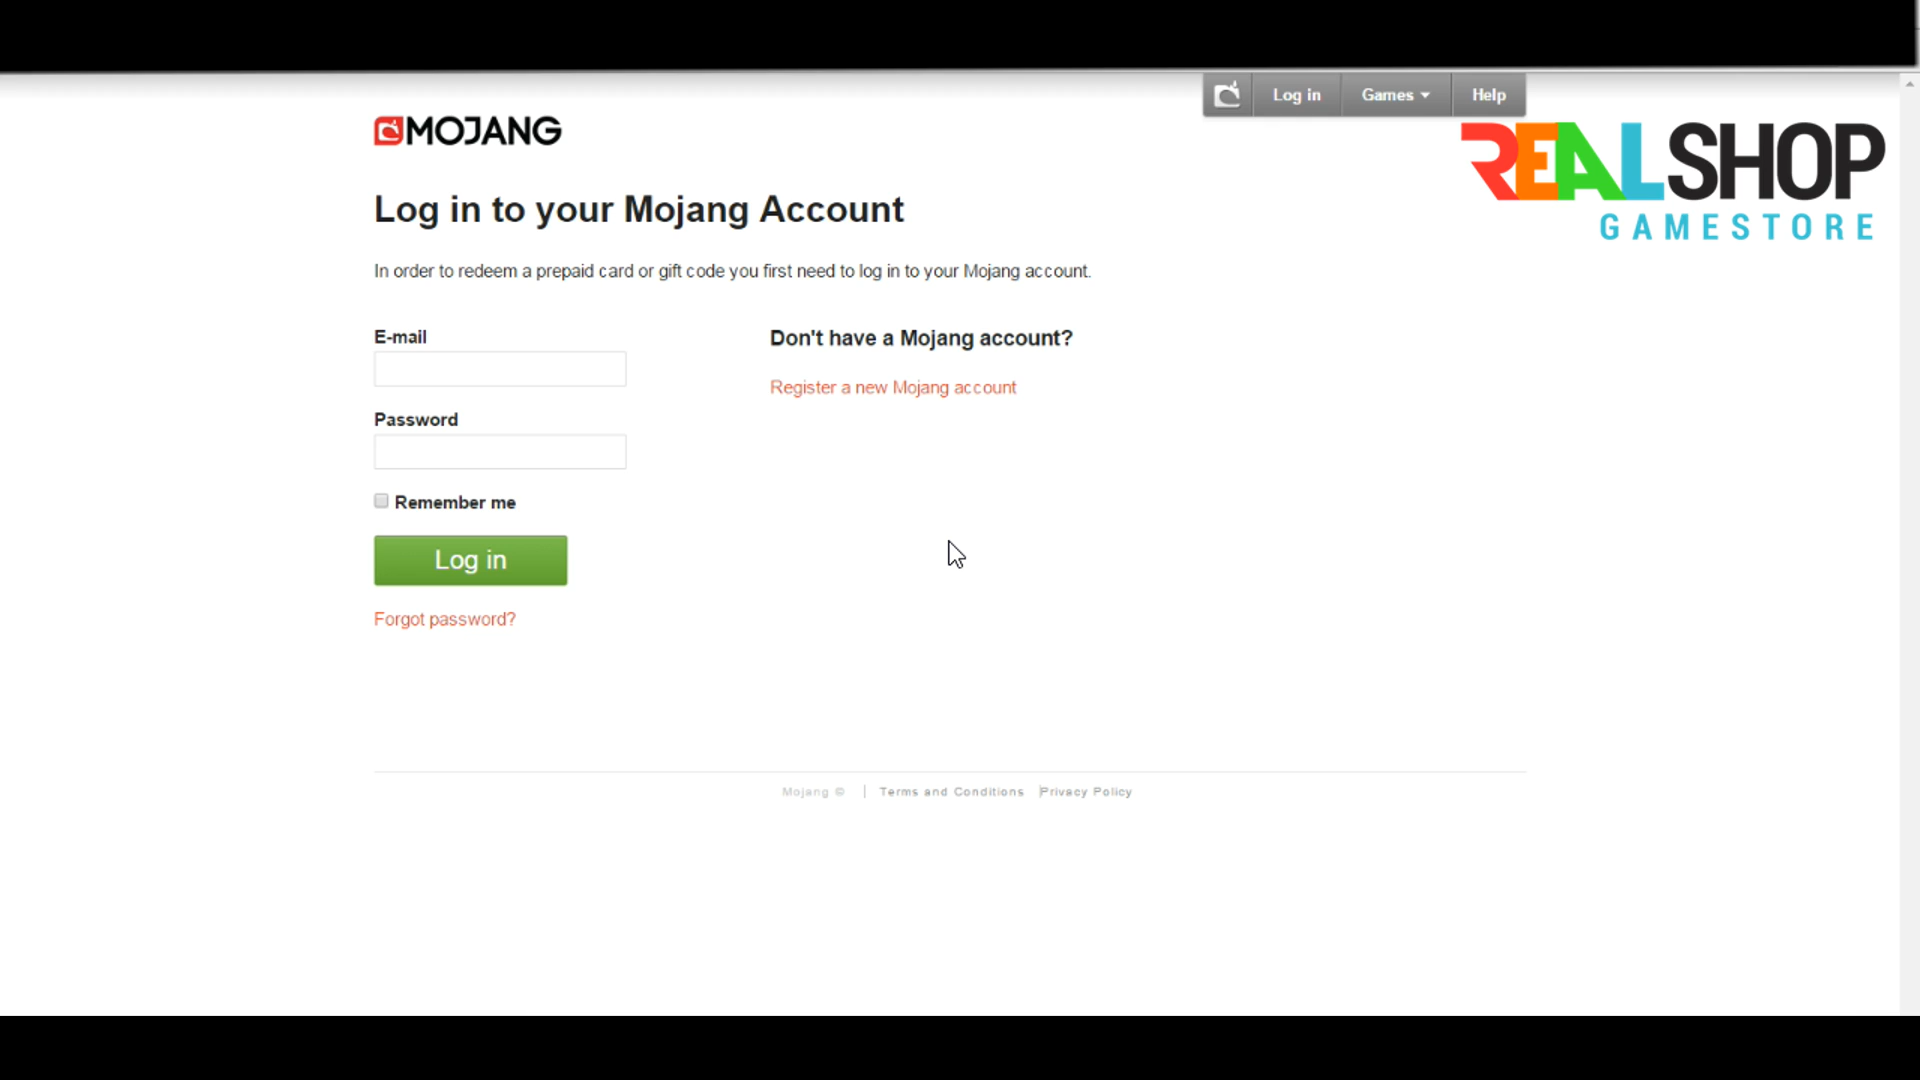 Log in Games Help
MOJANG
REALSHOP
GAMESTORE
Log in to your Mojang Account
In order to redeem a prepaid card or gift code you first need to log in to your Mojang account.
E-mail
Don't have a Mojang account?
Register a new Mojang account
Password
Remember me
Log in
Forgot password?
Mojang © | Terms and Conditions | Privacy Policy